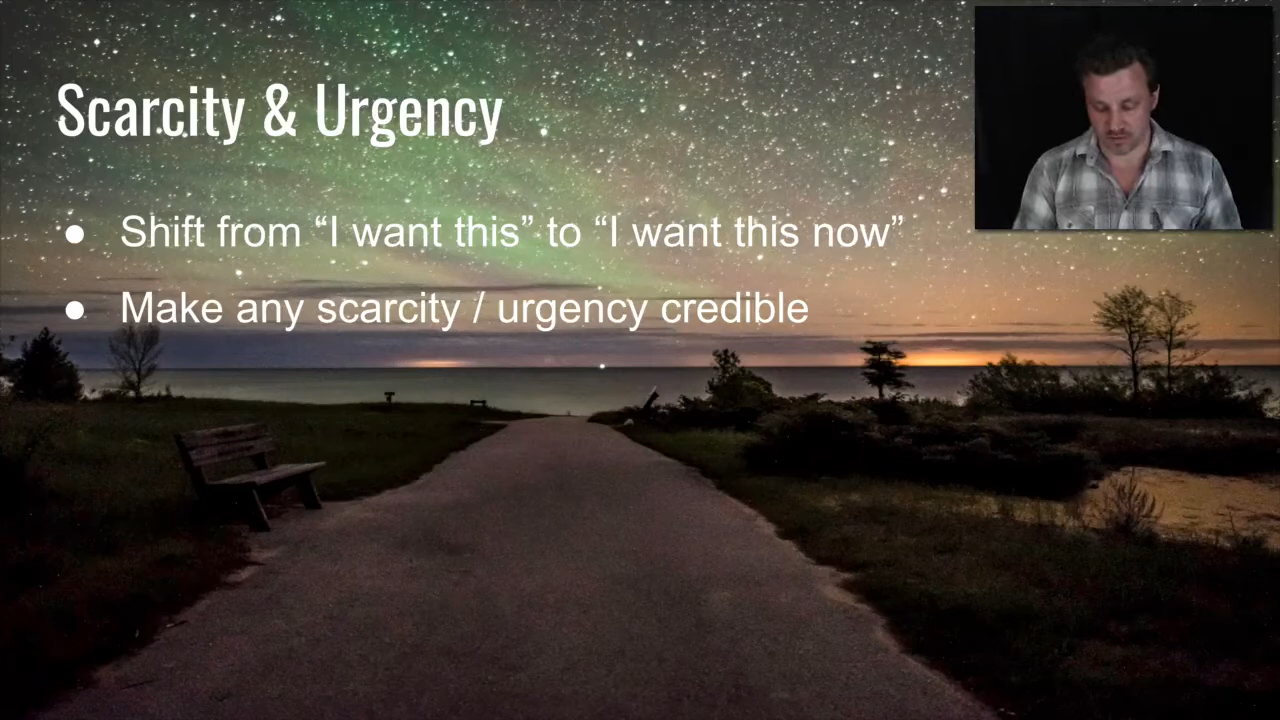 Scarcity & Urgency
● Shift from “I want this” to “I want this now”
● Make any scarcity / urgency credible